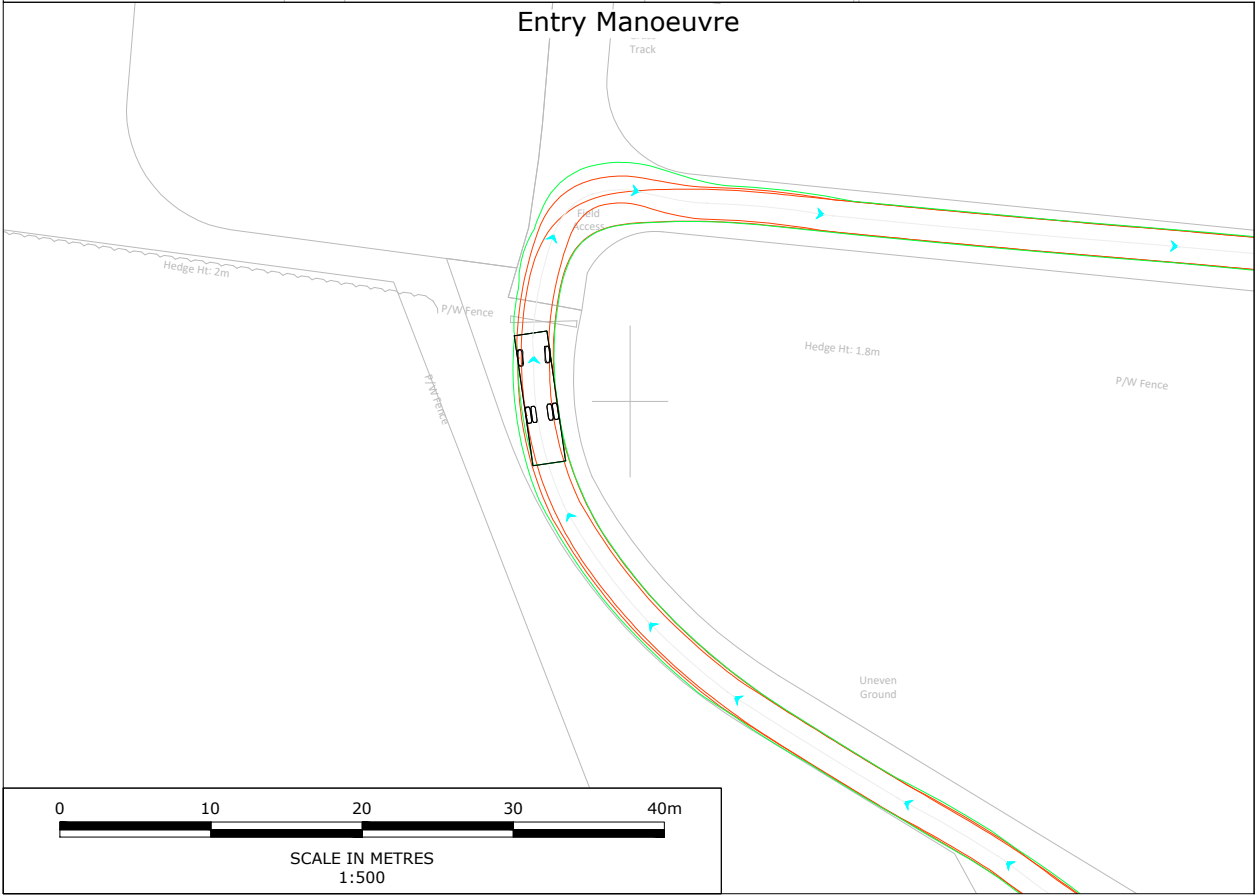 Entry Manoeuvre
Track
Field
Access
Hedge Ht: 2m
P/W Fence
P/W Fence
Hedge Ht: 1.8m
P/W Fence
Uneven
Ground
0 10 20 30 40m
SCALE IN METRES
1:500